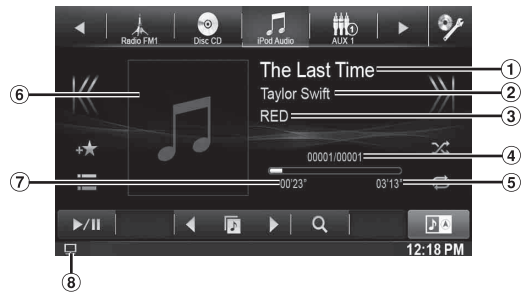 Radio FM1 Disc CD iPod Audio AUX 1
The Last Time 1
Taylor Swift 2
6
RED 3
00001/00001 4
7 00'23" 03'13" 5
12:18 PM
8